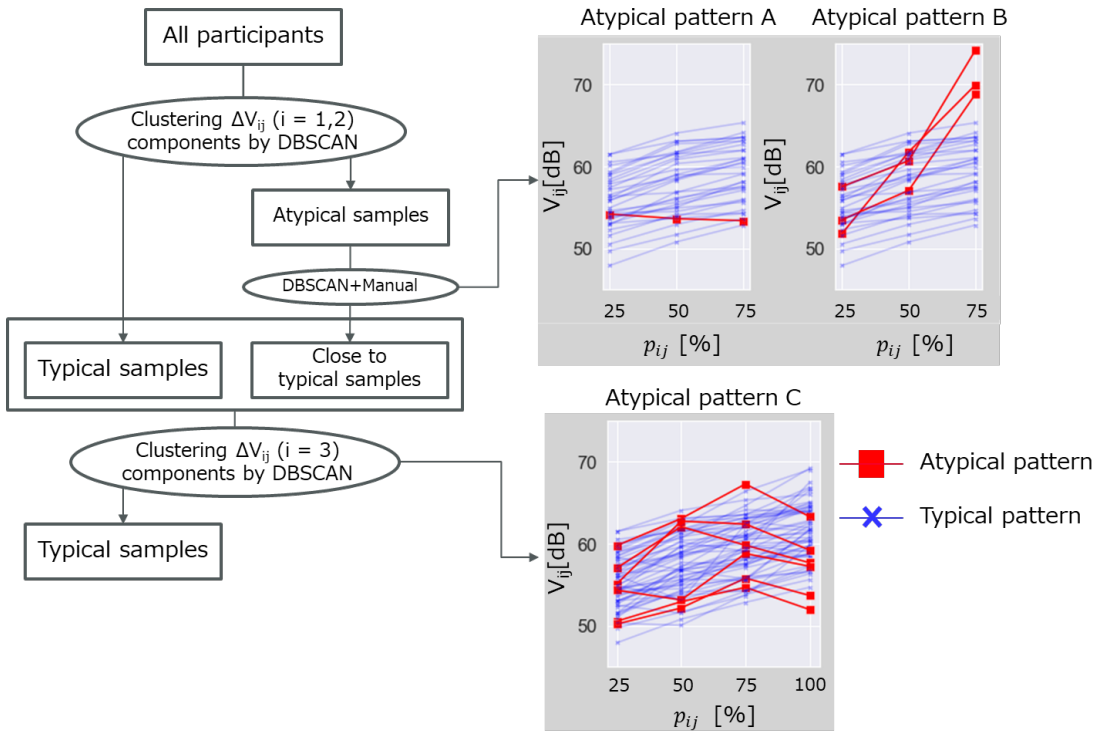 All participants
Clustering ΔVij (i = 1,2)
components by DBSCAN
Atypical samples
DBSCAN+Manual
Typical samples
Close to
typical samples
Clustering ΔVij (i = 3)
components by DBSCAN
Typical samples
Atypical pattern A
Vij[dB]
70
60
50
25 50 75
pij [%]
Atypical pattern B
Vij[dB]
70
60
50
25 50 75
pij [%]
Atypical pattern C
Vij[dB]
70
60
50
25 50 75 100
pij [%]
Atypical pattern
Typical pattern